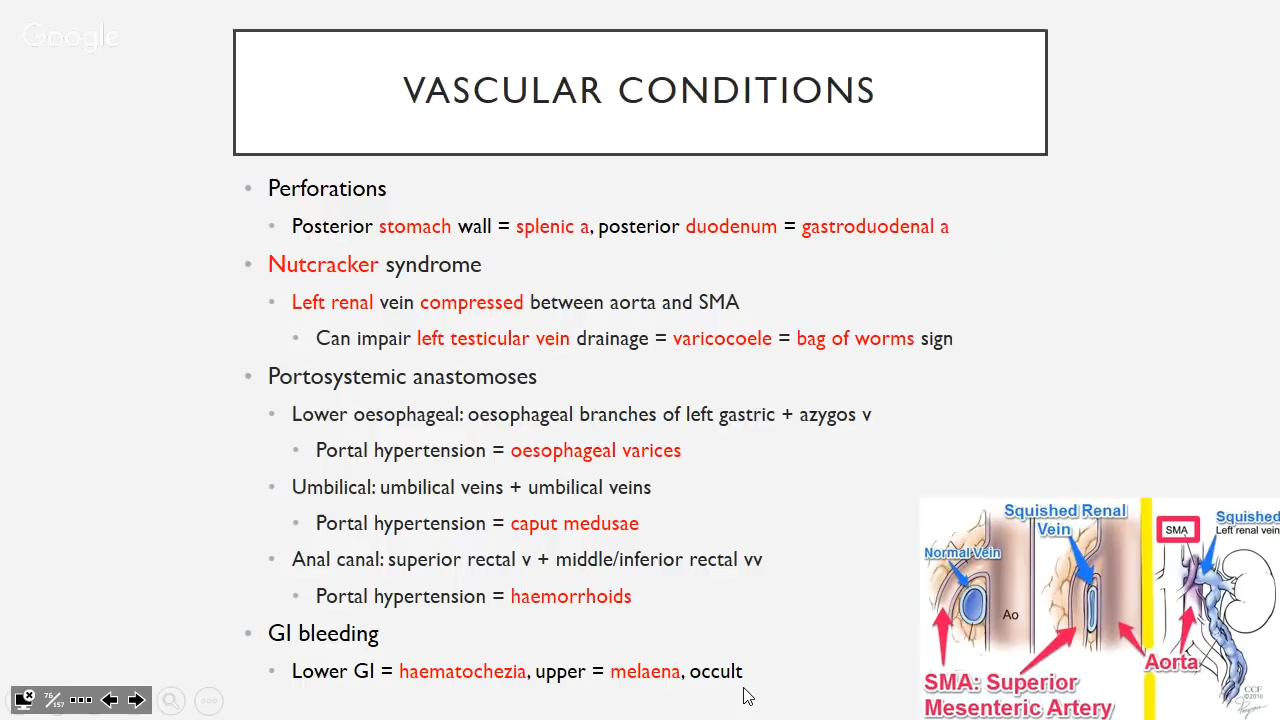 Google
VASCULAR CONDITIONS
• Perforations
• Posterior stomach wall = splenic a, posterior duodenum = gastroduodenal a
• Nutcracker syndrome
• Left renal vein compressed between aorta and SMA
• Can impair left testicular vein drainage = varicocoele = bag of worms sign
• Portosystemic anastomoses
• Lower oesophageal: oesophageal branches of left gastric + azygos v
• Portal hypertension = oesophageal varices
• Umbilical: umbilical veins + umbilical veins
• Portal hypertension = caput medusae
• Anal canal: superior rectal v + middle/inferior rectal vv
• Portal hypertension = haemorrhoids
• GI bleeding
• Lower GI = haematochezia, upper = melaena, occult
Squished Renal
Vein
Normal Vein
Ao
SMA
Squished
Left renal vein
Aorta
SMA: Superior
Mesenteric Artery
CCF
©2010
76/157